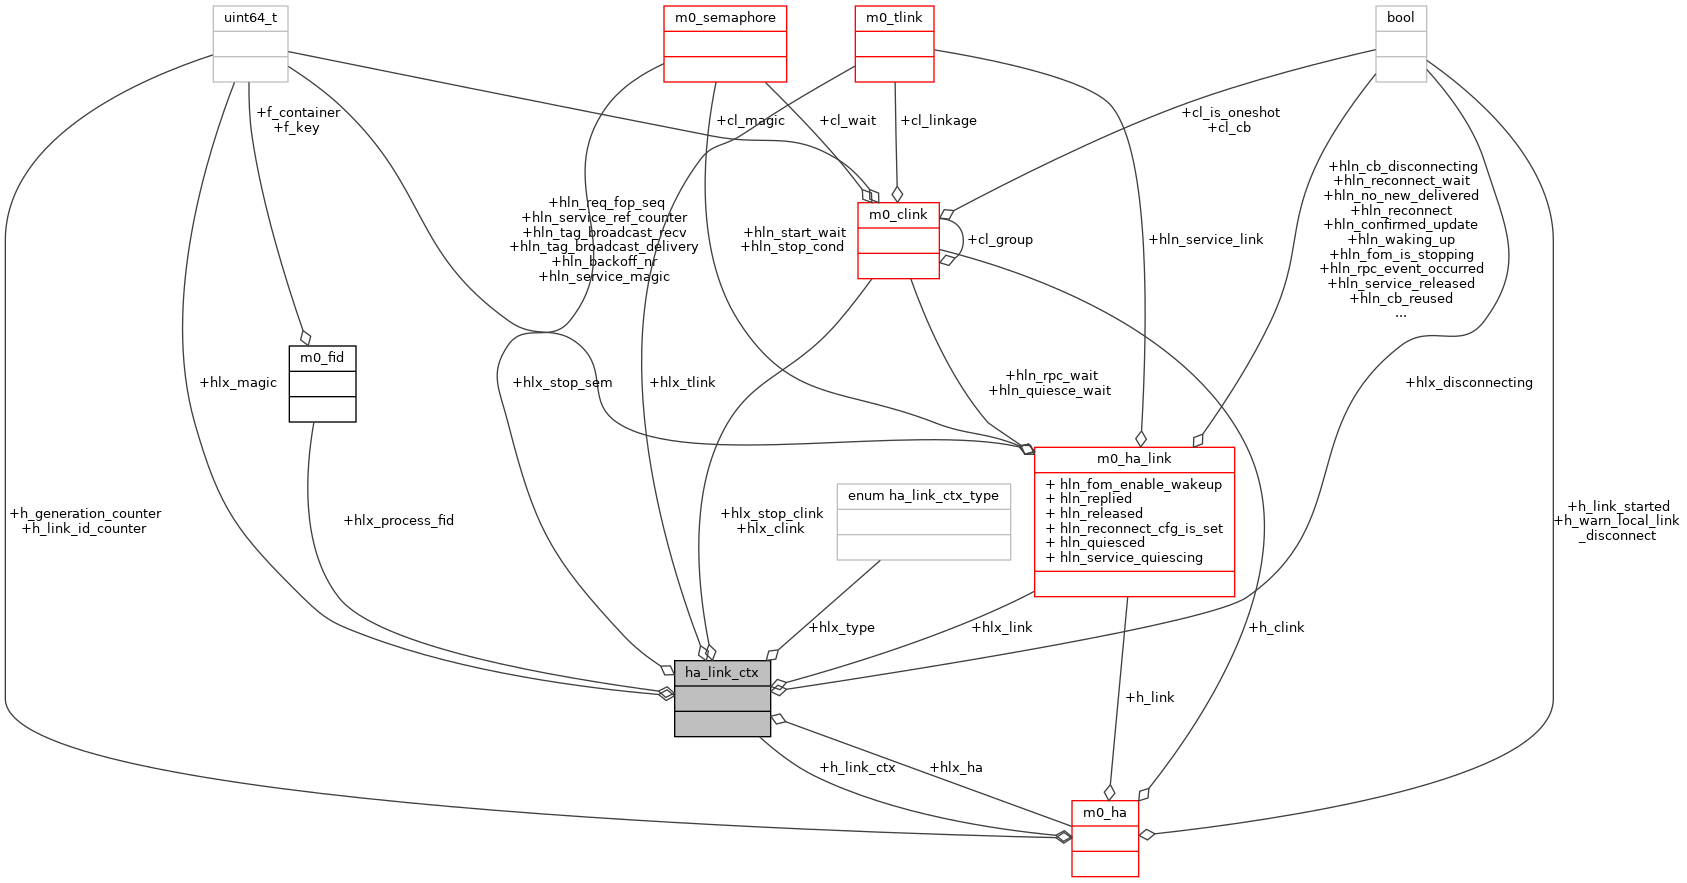 uint64_t
m0_semaphore
m0_tlink
bool
+f_container
+f_key
+cl_magic
+cl_wait
+cl_linkage
+cl_is_oneshot
+cl_cb
+hln_req_fop_seq
+hln_service_ref_counter
+hln_tag_broadcast_recv
+hln_tag_broadcast_delivery
+hln_backoff_nr
+hln_service_magic
+hln_start_wait
+hln_stop_cond
m0_clink
+cl_group
+hln_service_link
+hln_cb_disconnecting
+hln_reconnect_wait
+hln_no_new_delivered
+hln_reconnect
+hln_confirmed_update
+hln_waking_up
+hln_fom_is_stopping
+hln_rpc_event_occurred
+hln_service_released
+hln_cb_reused
...
m0_fid
+hlx_magic
+hlx_stop_sem
+hlx_tlink
+hln_rpc_wait
+hln_quiesce_wait
+hlx_disconnecting
+h_generation_counter
+h_link_id_counter
+hlx_process_fid
+hlx_stop_clink
+hlx_clink
enum ha_link_ctx_type
m0_ha_link
+ hln_fom_enable_wakeup
+ hln_replied
+ hln_released
+ hln_reconnect_cfg_is_set
+ hln_quiesced
+ hln_service_quiescing
+h_link_started
+h_warn_local_link
_disconnect
+hlx_type
+hlx_link
+h_clink
ha_link_ctx
+h_link
+h_link_ctx
+hlx_ha
m0_ha